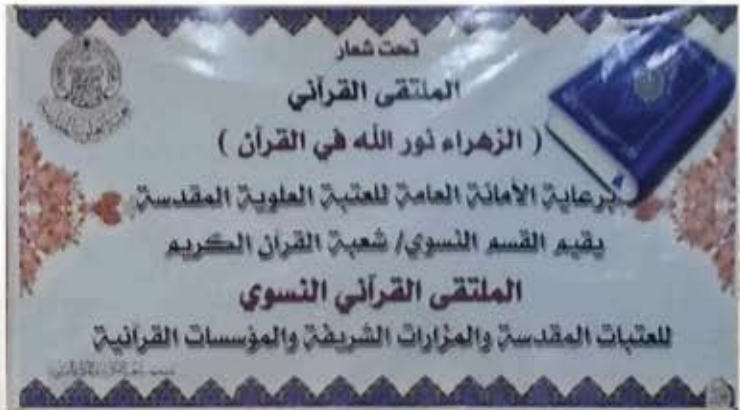 تحت شعار
الملتقى القرآني
( الزهراء نور الله في القرآن )
برعاية الأمانة العامة للعتبة العلوية المقدسة
يقيم القسم النسوي/ شعبة القرآن الكريم
الملتقى القرآني النسوي
للعتبات المقدسة والمزارات الشريفة والمؤسسات القرآنية